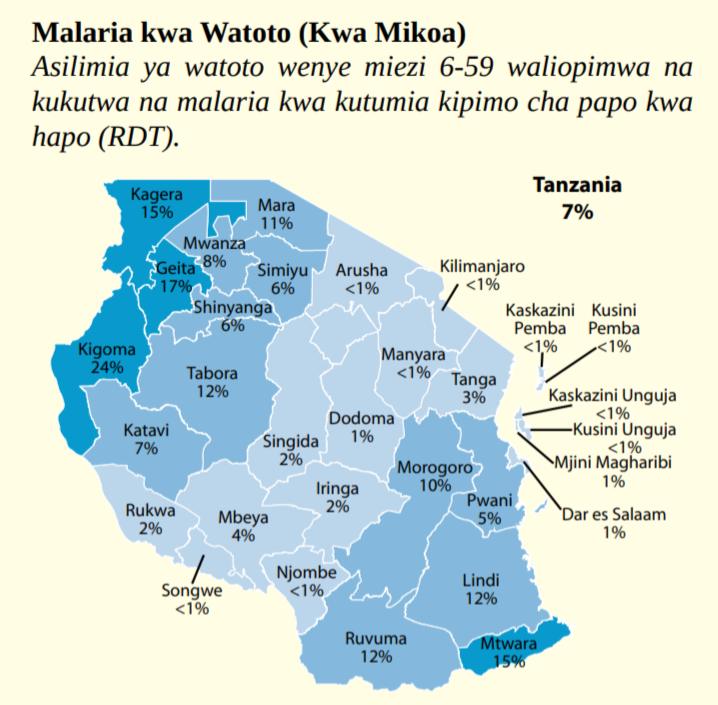 Malaria kwa Watoto (Kwa Mikoa)
Asilimia ya watoto wenye miezi 6-59 waliopimwa na
kukutwa na malaria kwa kutumia kipimo cha papo kwa
hapo (RDT).
Tanzania
7%
Kagera
15%
Mara
11%
Mwanza
8%
Geita
17%
Simiyu
6%
Arusha
<1%
Kilimanjaro
<1%
Shinyanga
6%
Kaskazini
Pemba
<1%
Kusini
Pemba
<1%
Kigoma
24%
Tabora
12%
Manyara
<1%
Tanga
3%
Kaskazini Unguja
<1%
Katavi
7%
Singida
2%
Dodoma
1%
Kusini Unguja
<1%
Mjini Magharibi
1%
Morogoro
10%
Pwani
5%
Dar es Salaam
1%
Rukwa
2%
Mbeya
4%
Iringa
2%
Songwe
<1%
Njombe
<1%
Lindi
12%
Ruvuma
12%
Mtwara
15%